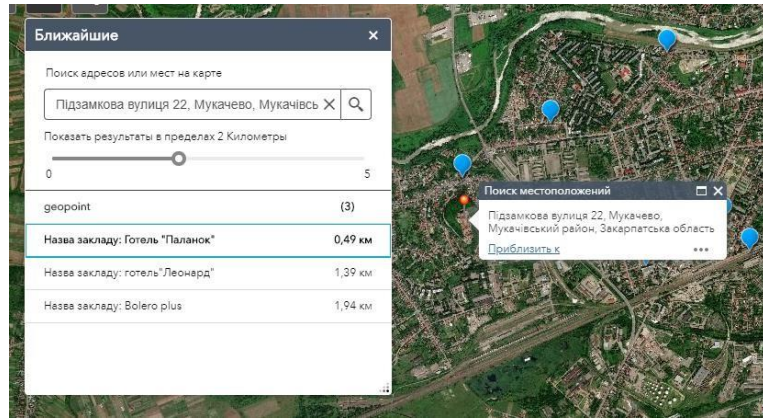 Ближайшие
Поиск адресов или мест на карте
Підзамкова вулиця 22, Мукачево, Мукачівсь
Показать результаты в пределах 2 Километры
0 5
geopoint (3)
Назва закладу: Готель "Паланок" 0,49 км
Назва закладу: готель"Леонард" 1,39 км
Назва закладу: Bolero plus 1,94 км
Поиск местоположений
Підзамкова вулиця 22, Мукачево,
Мукачівський район, Закарпатська область
Приблизить к